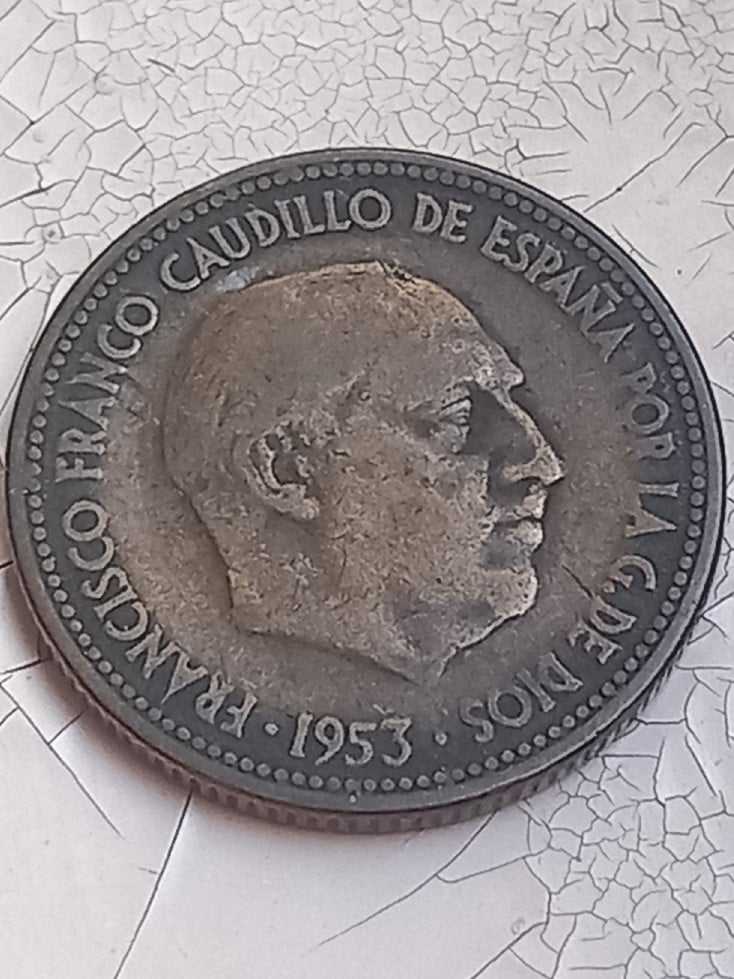 FRANCISCO FRANCO CAUDILLO DE ESPAÑA POR LA G. DE DIOS
· 1953 ·